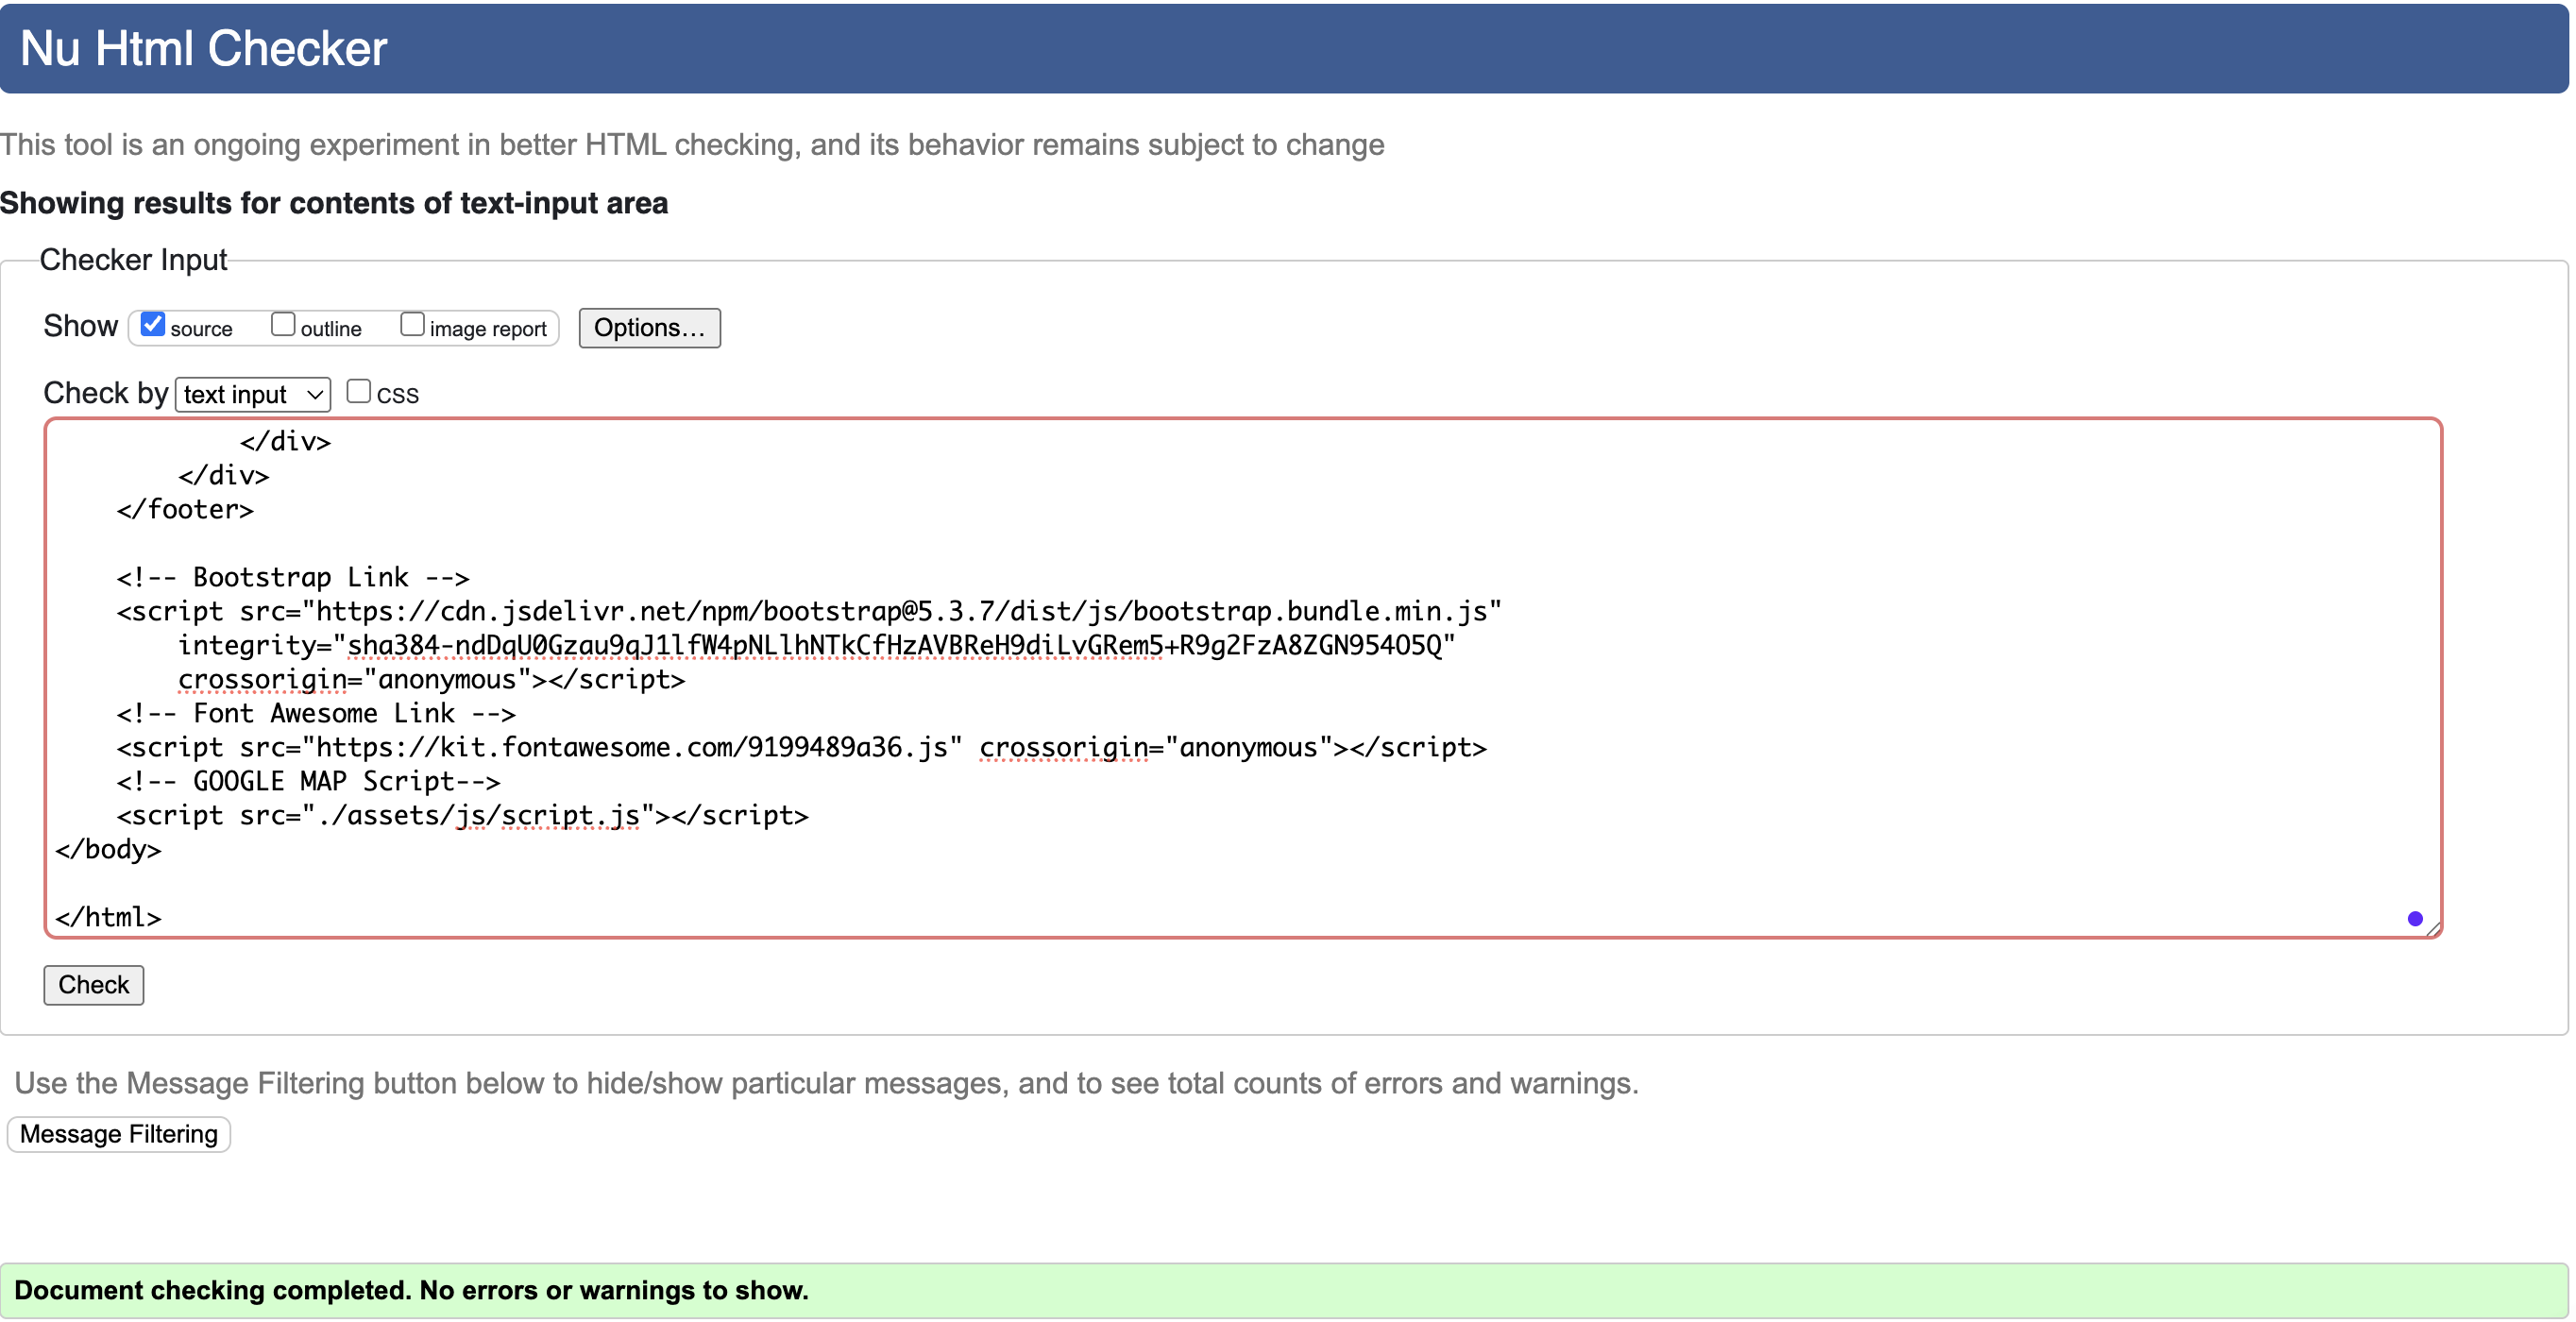 Nu Html Checker
This tool is an ongoing experiment in better HTML checking, and its behavior remains subject to change
Showing results for contents of text-input area
Checker Input
Show source outline image report Options...
Check by text input css
</div>
</div>
</footer>
<!-- Bootstrap Link -->
<script src="https://cdn.jsdelivr.net/npm/bootstrap@5.3.7/dist/js/bootstrap.bundle.min.js"
integrity="sha384-ndDqU0Gzau9qJ1lfW4pNLlhNTkCfHzAVBReH9diLvGRem5+R9g2FzA8ZGN954O5Q"
crossorigin="anonymous"></script>
<!-- Font Awesome Link -->
<script src="https://kit.fontawesome.com/9199489a36.js" crossorigin="anonymous"></script>
<!-- GOOGLE MAP Script-->
<script src="./assets/js/script.js"></script>
</body>
</html>
Check
Use the Message Filtering button below to hide/show particular messages, and to see total counts of errors and warnings.
Message Filtering
Document checking completed. No errors or warnings to show.